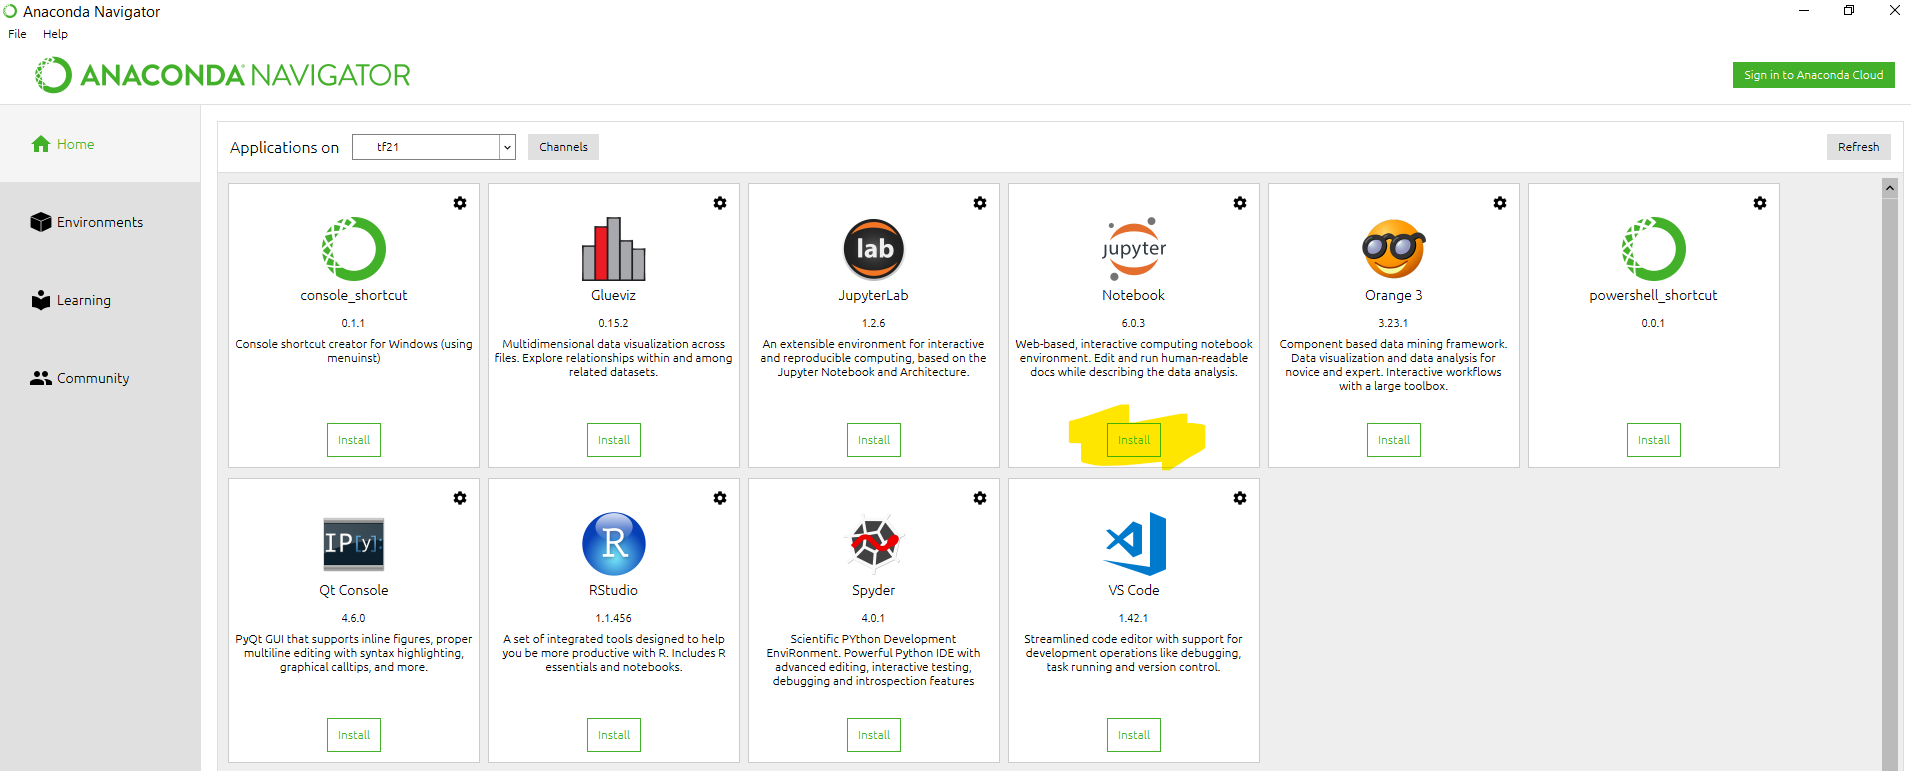 Anaconda Navigator
File Help
ANACONDA NAVIGATOR
Sign in to Anaconda Cloud
Home
Environments
Learning
Community
Applications on tf21 Channels Refresh
console_shortcut
0.1.1
Console shortcut creator for Windows (using
menuinst)
Install
Glueviz
0.15.2
Multidimensional data visualization across
files. Explore relationships within and among
related datasets.
Install
lab
JupyterLab
1.2.6
An extensible environment for interactive
and reproducible computing, based on the
Jupyter Notebook and Architecture.
Install
jupyter
Notebook
6.0.3
Web-based, interactive computing notebook
environment. Edit and run human-readable
docs while describing the data analysis.
Install
Orange 3
3.23.1
Component based data mining framework.
Data visualization and data analysis for
novice and expert. Interactive workflows
with a large toolbox.
Install
powershell_shortcut
0.0.1
Install
IP[y]:
Qt Console
4.6.0
PyQt GUI that supports inline figures, proper
multiline editing with syntax highlighting,
graphical calltips, and more.
Install
R
RStudio
1.1.456
A set of integrated tools designed to help
you be more productive with R. Includes R
essentials and notebooks.
Install
Spyder
4.0.1
Scientific PYthon Development
EnviRonment. Powerful Python IDE with
advanced editing, interactive testing,
debugging and introspection features
Install
VS Code
1.42.1
Streamlined code editor with support for
development operations like debugging,
task running and version control.
Install